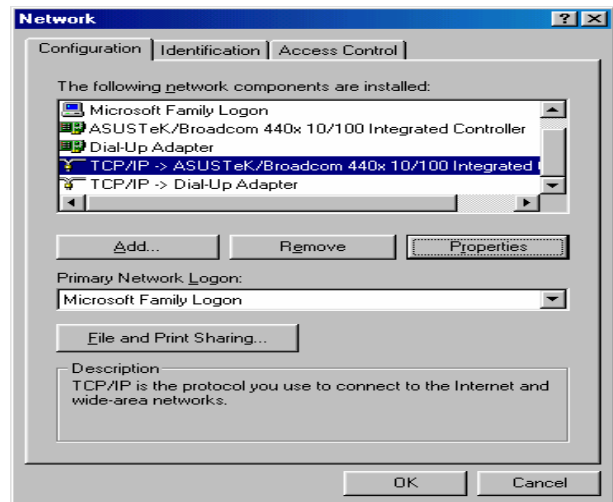 Network
Configuration Identification Access Control
The following network components are installed:
Microsoft Family Logon
ASUSTeK/Broadcom 440x 10/100 Integrated Controller
Dial-Up Adapter
TCP/IP -> ASUSTeK/Broadcom 440x 10/100 Integrated
TCP/IP -> Dial-Up Adapter
Add... Remove Properties
Primary Network Logon:
Microsoft Family Logon
File and Print Sharing...
Description
TCP/IP is the protocol you use to connect to the Internet and
wide-area networks.
OK Cancel